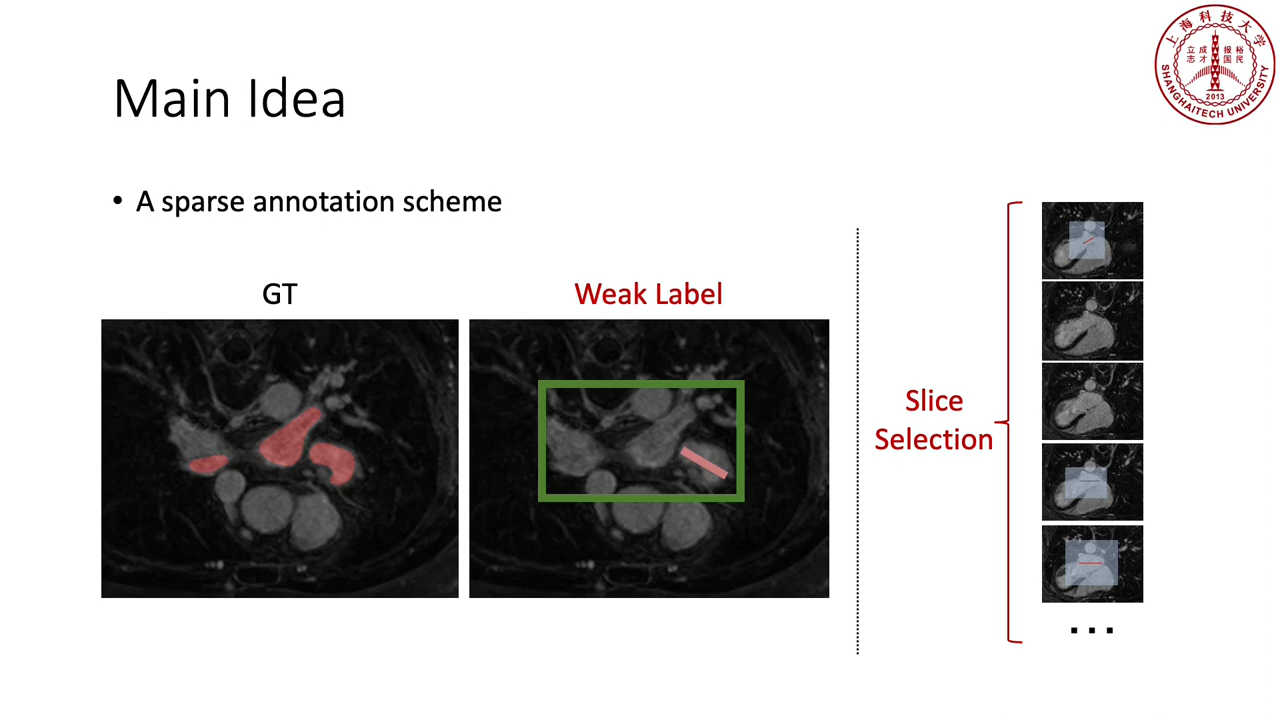 上海科技大学
立成报裕
志才国民
2013
SHANGHAITECH UNIVERSITY
Main Idea
• A sparse annotation scheme
GT
Weak Label
Slice
Selection
...